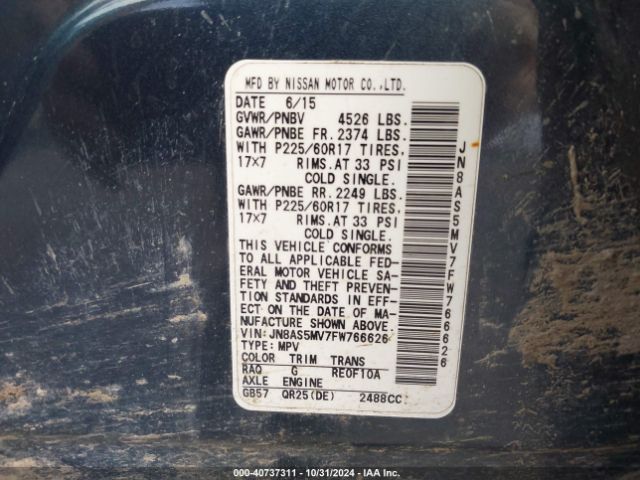 MFD BY NISSAN MOTOR CO.,LTD.
DATE 6/15
GVWR/PNBV 4526 LBS.
GAWR/PNBE FR. 2374 LBS.
WITH P225/60R17 TIRES,
17×7 RIMS.AT 33 PSI
COLD SINGLE.
GAWR/PNBE RR. 2249 LBS.
WITH P225/60R17 TIRES,
17×7 RIMS.AT 33 PSI
COLD SINGLE.
THIS VEHICLE CONFORMS
TO ALL APPLICABLE FED-
ERAL MOTOR VEHICLE SA-
FETY AND THEFT PREVEN-
TION STANDARDS IN EFF-
ECT ON THE DATE OF MA-
NUFACTURE SHOWN ABOVE.
VIN:JN8AS5MV7FW766626
TYPE:MPV
COLOR TRIM TRANS
RAQ G RE0F10A
AXLE ENGINE
GB57 QR25(DE) 2488CC
JN8AS5MV7FW766626
000-40737311 - 10/31/2024 - IAA Inc.